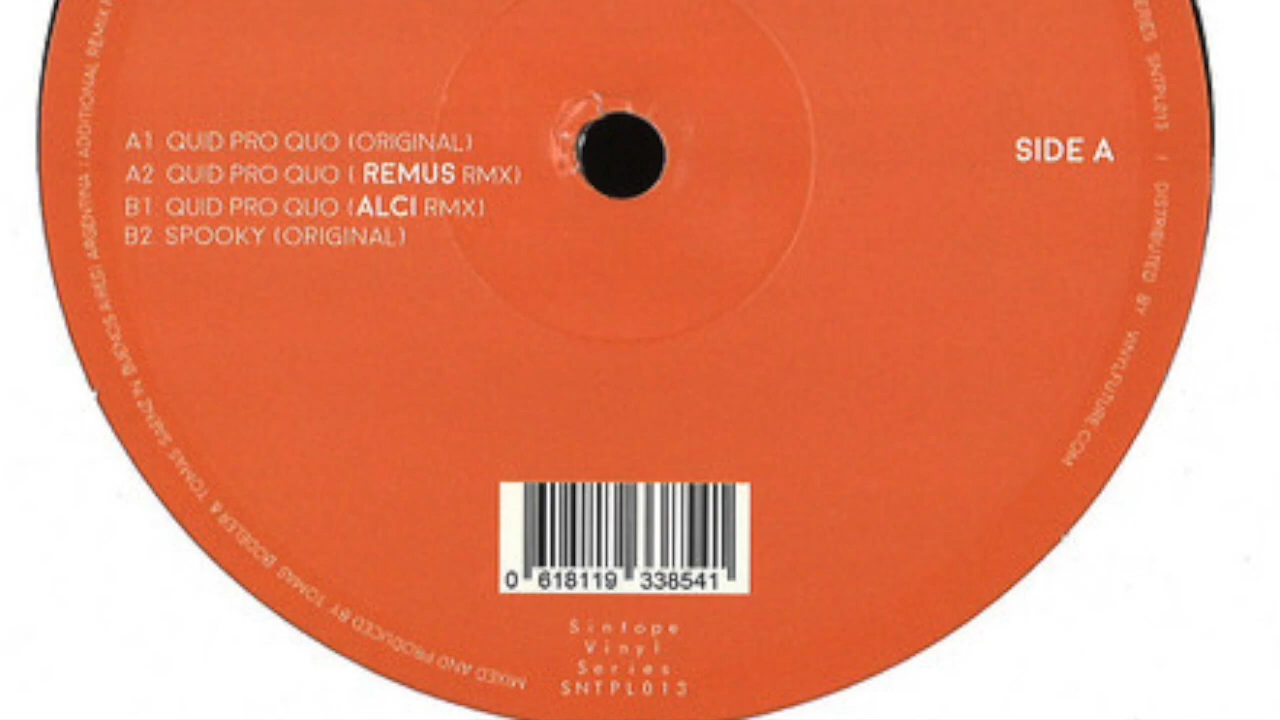 A1 QUID PRO QUO (ORIGINAL)
A2 QUID PRO QUO ( REMUS RMX)
B1 QUID PRO QUO (ALCI RMX)
B2 SPOOKY (ORIGINAL)
SIDE A
0 618119 338541
Sintope
Vinyl
Series
SNTPL013
MIXED AND PRODUCED BY TOMAS BODELER & TOMAS SAENZ IN BUENOS AIRES ARGENTINA | ADDITIONAL REMIX
SNTPL013 | DISTRIBUTED BY VINYLFUTURE.COM